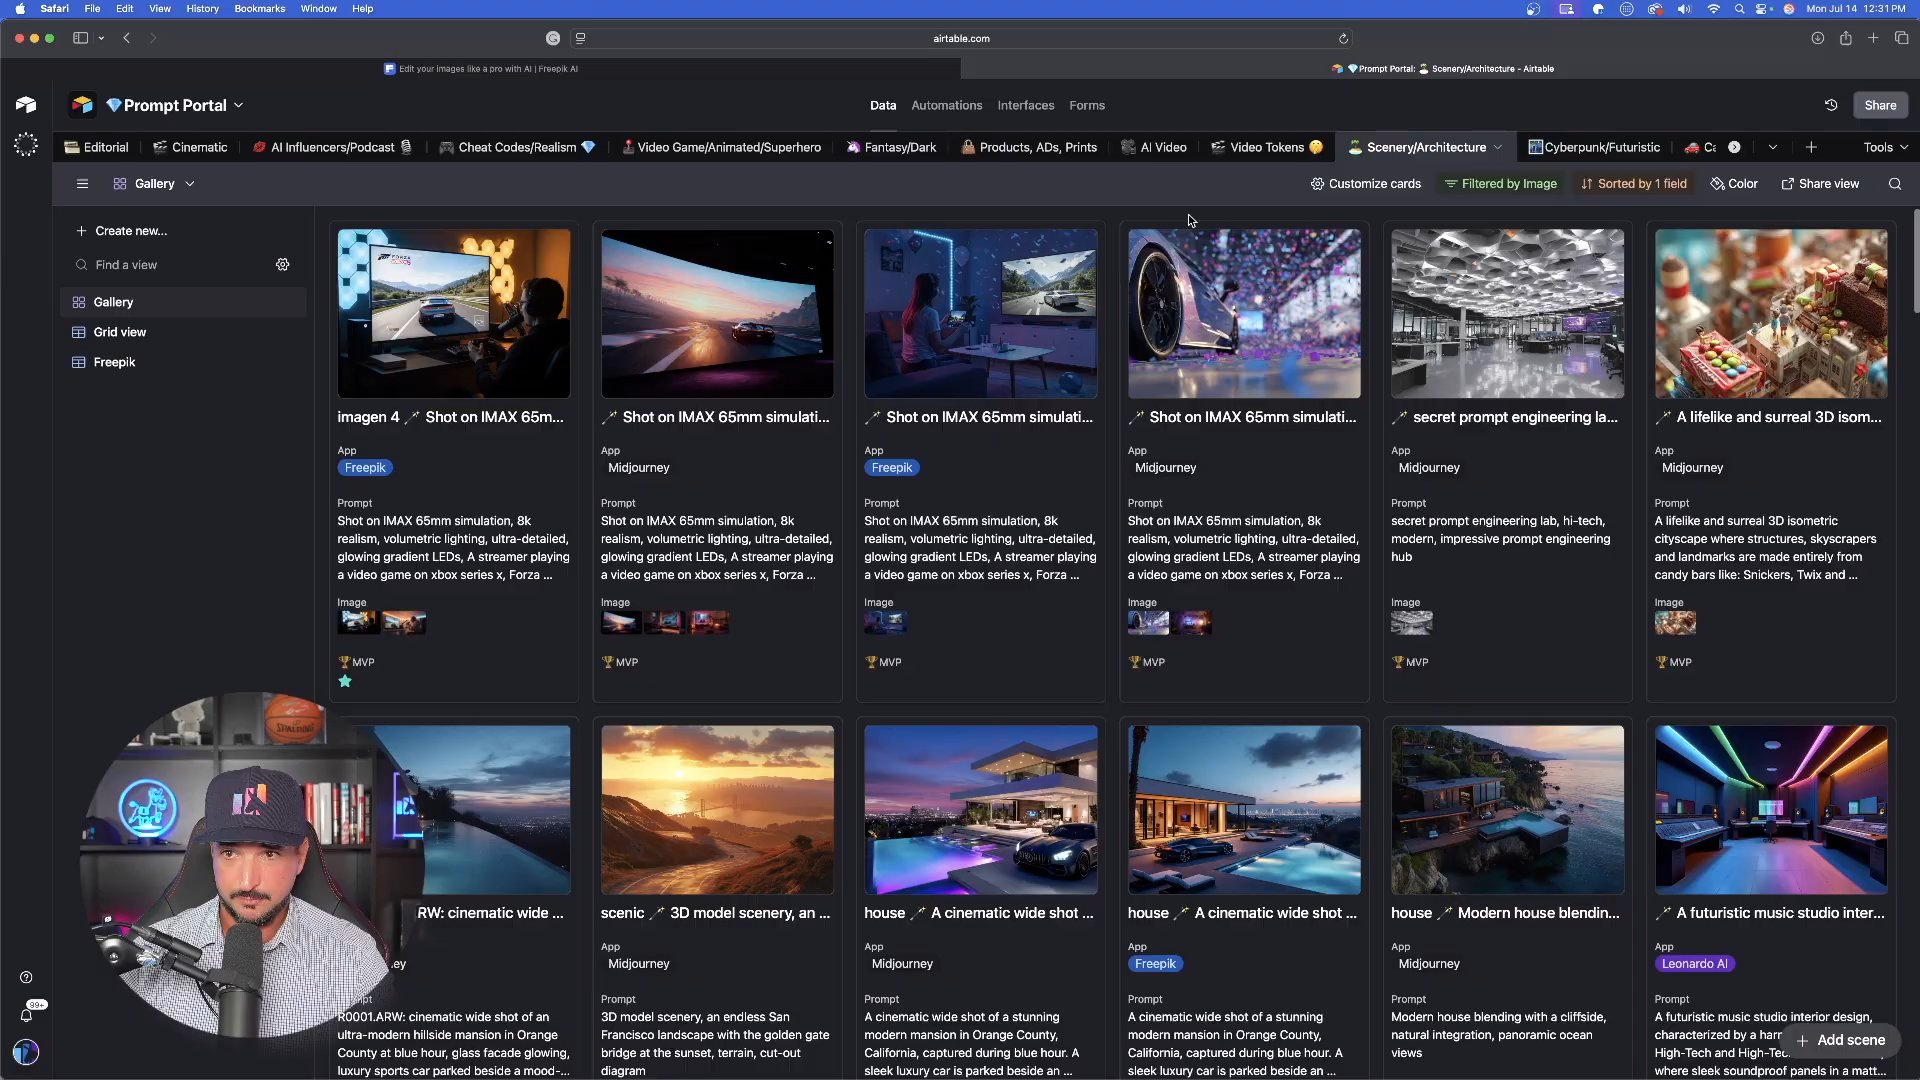 Safari File Edit View History Bookmarks Window Help
Mon Jul 14 12:31 PM
airtable.com
Edit your images like a pro with AI | Freepik AI
💎Prompt Portal: 🏝️ Scenery/Architecture - Airtable
💎Prompt Portal
Data Automations Interfaces Forms
Share
Editorial
Cinematic
AI Influencers/Podcast
Cheat Codes/Realism
Video Game/Animated/Superhero
Fantasy/Dark
Products, ADs, Prints
AI Video
Video Tokens
Scenery/Architecture
Cyberpunk/Futuristic
Tools
Gallery
Customize cards
Filtered by Image
Sorted by 1 field
Color
Share view
Create new...
Find a view
Gallery
Grid view
Freepik
imagen 4 🪄 Shot on IMAX 65m...
App
Freepik
Prompt
Shot on IMAX 65mm simulation, 8k
realism, volumetric lighting, ultra-detailed,
glowing gradient LEDs, A streamer playing
a video game on xbox series x, Forza ...
Image
🏆MVP
🪄 Shot on IMAX 65mm simulati...
App
Midjourney
Prompt
Shot on IMAX 65mm simulation, 8k
realism, volumetric lighting, ultra-detailed,
glowing gradient LEDs, A streamer playing
a video game on xbox series x, Forza ...
Image
🏆MVP
🪄 Shot on IMAX 65mm simulati...
App
Freepik
Prompt
Shot on IMAX 65mm simulation, 8k
realism, volumetric lighting, ultra-detailed,
glowing gradient LEDs, A streamer playing
a video game on xbox series x, Forza ...
Image
🏆MVP
🪄 Shot on IMAX 65mm simulati...
App
Midjourney
Prompt
Shot on IMAX 65mm simulation, 8k
realism, volumetric lighting, ultra-detailed,
glowing gradient LEDs, A streamer playing
a video game on xbox series x, Forza ...
Image
🏆MVP
🪄 secret prompt engineering la...
App
Midjourney
Prompt
secret prompt engineering lab, hi-tech,
modern, impressive prompt engineering
hub
Image
🏆MVP
🪄 A lifelike and surreal 3D isom...
App
Midjourney
Prompt
A lifelike and surreal 3D isometric
cityscape where structures, skyscrapers
and landmarks are made entirely from
candy bars like: Snickers, Twix and ...
Image
🏆MVP
SPALDING
RW: cinematic wide ...
ey
pt
R0001.ARW: cinematic wide shot of an
ultra-modern hillside mansion in Orange
County at blue hour, glass facade glowing,
luxury sports car parked beside a mood-...
scenic 🪄 3D model scenery, an ...
App
Midjourney
Prompt
3D model scenery, an endless San
Francisco landscape with the golden gate
bridge at the sunset, terrain, cut-out
diagram
house 🪄 A cinematic wide shot ...
App
Midjourney
Prompt
A cinematic wide shot of a stunning
modern mansion in Orange County,
California, captured during blue hour. A
sleek luxury car is parked beside an ...
house 🪄 A cinematic wide shot ...
App
Freepik
Prompt
A cinematic wide shot of a stunning
modern mansion in Orange County,
California, captured during blue hour. A
sleek luxury car is parked beside an ...
house 🪄 Modern house blendin...
App
Midjourney
Prompt
Modern house blending with a cliffside,
natural integration, panoramic ocean
views
🪄 A futuristic music studio inter...
App
Leonardo AI
Prompt
A futuristic music studio interior design,
characterized by a har
High-Tech and High-Tec
where sleek soundproof panels in a matt...
Add scene
99+